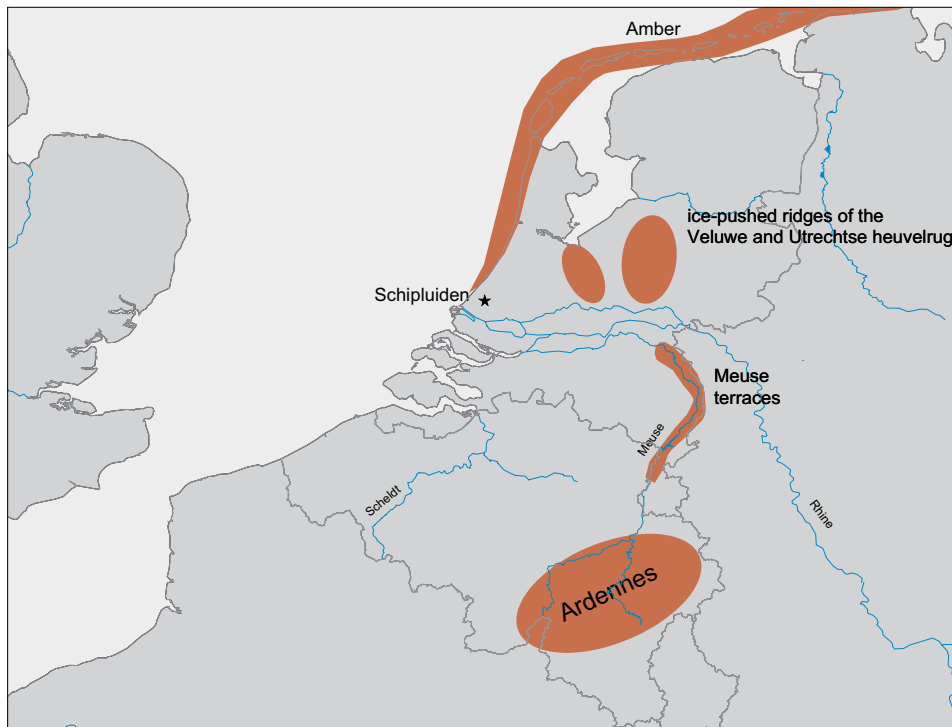 Amber
ice-pushed ridges of the
Veluwe and Utrechtse heuvelrug
Schipluiden
Meuse
terraces
Meuse
Scheldt
Rhine
Ardennes